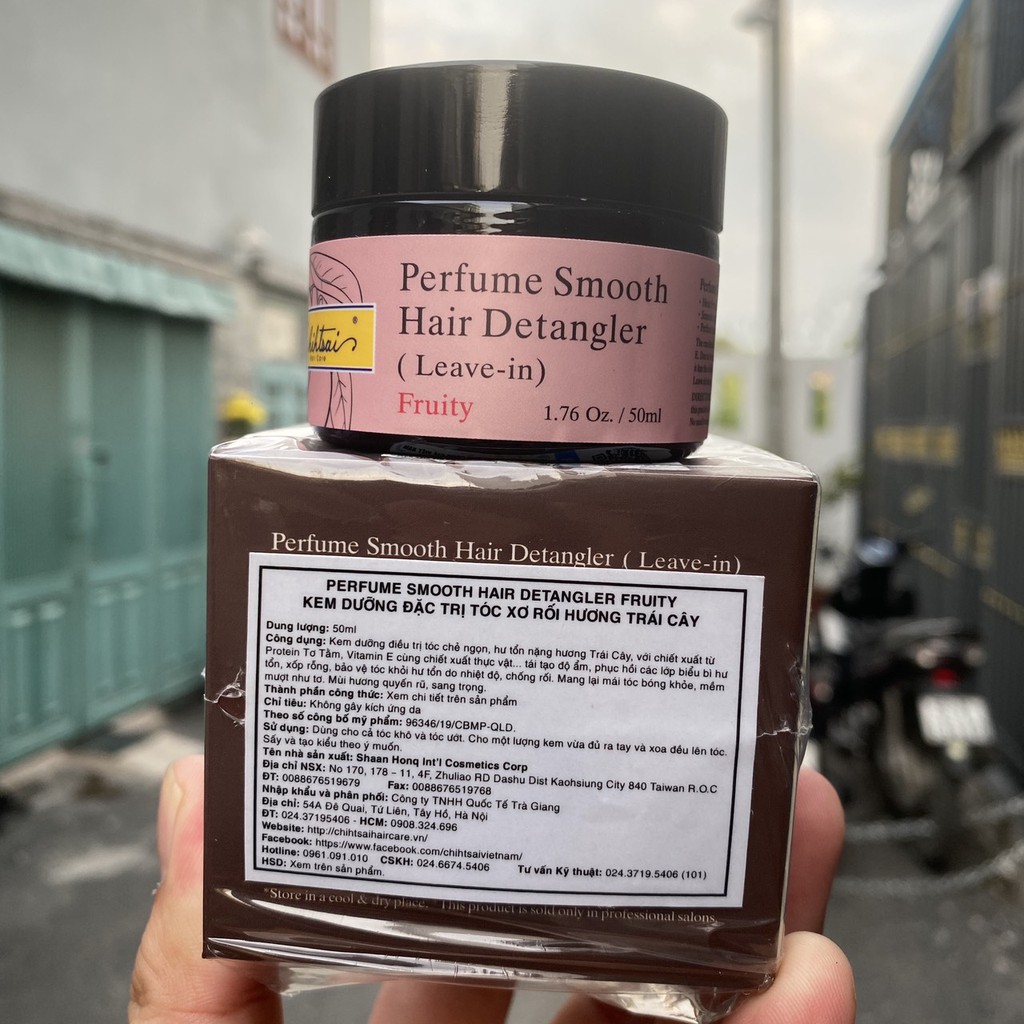 Perfume Smooth
Hair Detangler
( Leave-in)
Fruity
1.76 Oz. / 50ml
Perfume Smooth Hair Detangler ( Leave-in)
PERFUME SMOOTH HAIR DETANGLER FRUITY
KEM DƯỠNG ĐẶC TRỊ TÓC XƠ RỐI HƯƠNG TRÁI CÂY
Dung lượng: 50ml
Công dụng: Kem dưỡng điều trị tóc chẻ ngọn, hư tổn nặng hương Trái Cây, với chiết xuất từ
Protein Tơ Tằm, Vitamin E cùng chiết xuất thực vật... tái tạo độ ẩm, phục hồi các lớp biểu bì hư
tổn, xốp rỗng, bảo vệ tóc khỏi hư tổn do nhiệt độ, chống rối. Mang lại mái tóc bóng khỏe, mềm
mượt như tơ. Mùi hương quyến rũ, sang trọng.
Thành phần công thức: Xem chi tiết trên sản phẩm
Chỉ tiêu: Không gây kích ứng da
Theo số công bố mỹ phẩm: 96346/19/CBMP-QLD.
Sử dụng: Dùng cho cả tóc khô và tóc ướt. Cho một lượng kem vừa đủ ra tay và xoa đều lên tóc.
Sấy và tạo kiểu theo ý muốn.
Tên nhà sản xuất: Shaan Honq Int'l Cosmetics Corp
Địa chỉ NSX: No 170, 178 - 11, 4F, Zhuliao RD Dashu Dist Kaohsiung City 840 Taiwan R.O.C
ĐT: 0088676519679 Fax: 0088676519768
Nhập khẩu và phân phối: Công ty TNHH Quốc Tế Trà Giang
Địa chỉ: 54A Đê Quai, Tứ Liên, Tây Hồ, Hà Nội
ĐT: 024.37195406 - HCM: 0908.324.696
Website: http://chihtsaihaircare.vn/
Facebook: https://www.facebook.com/chihtsaivietnam/
Hotline: 0961.091.010 CSKH: 024.6674.5406 Tư vấn Kỹ thuật: 024.3719.5406 (101)
HSD: Xem trên sản phẩm.
*Store in a cool & dry place. *This product is sold only in professional salons.